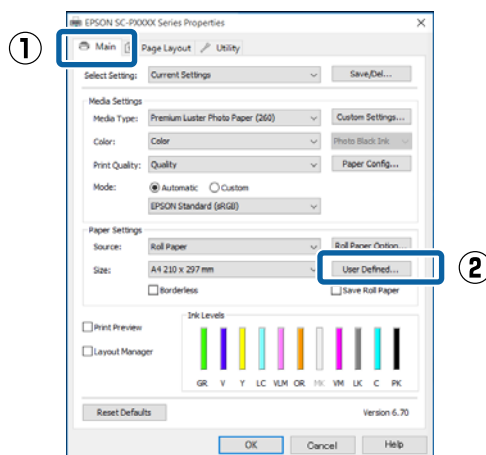 EPSON SC-PXXXX Series Properties
①
Main Page Layout Utility
Select Setting: Current Settings Save/Del...
Media Settings
Media Type: Premium Luster Photo Paper (260) Custom Settings...
Color: Color Photo Black Ink
Print Quality: Quality Paper Config...
Mode: Automatic Custom
EPSON Standard (sRGB)
Paper Settings
Source: Roll Paper Roll Paper Option...
②
Size: A4 210 x 297 mm User Defined...
Borderless Save Roll Paper
Ink Levels
Print Preview
Layout Manager
GR V Y LC VLM OR MK VM LK C PK
Reset Defaults Version 6.70
OK Cancel Help